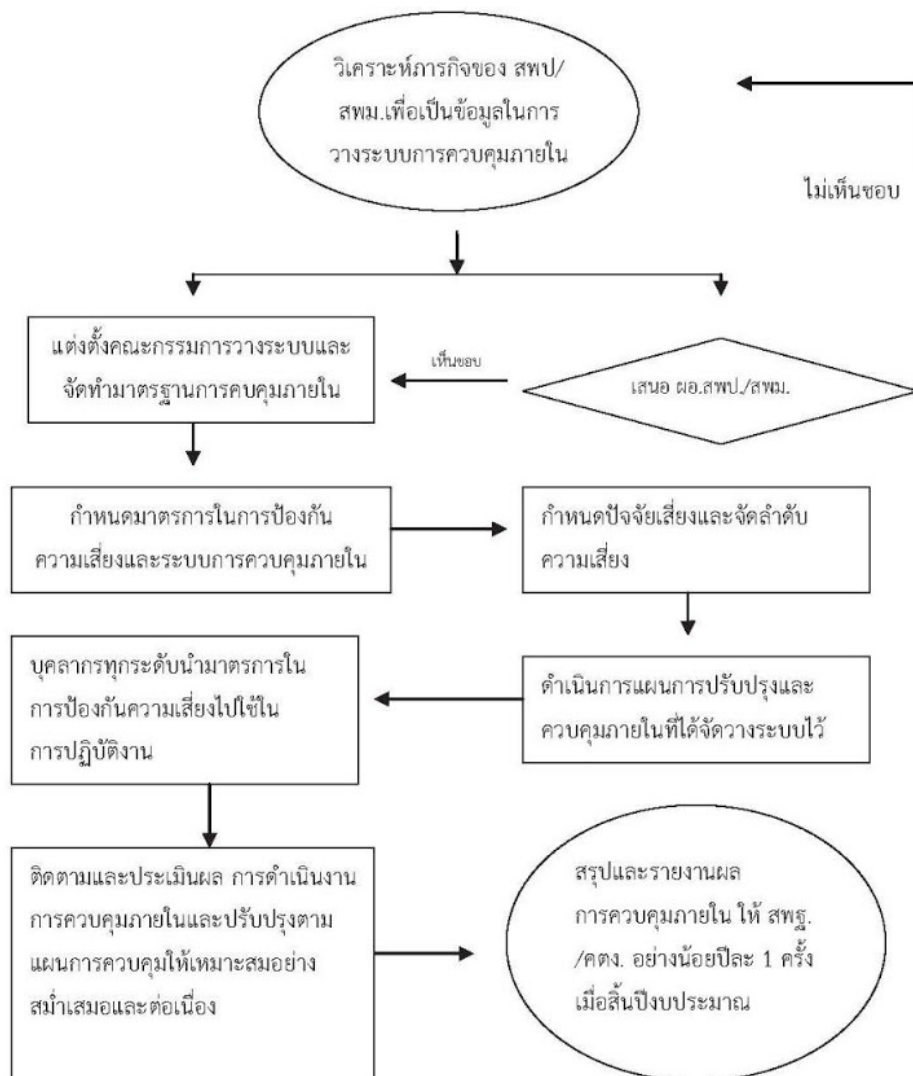 วิเคราะห์ภารกิจของ สพป/
สพม.เพื่อเป็นข้อมูลในการ
วางระบบการควบคุมภายใน
ไม่เห็นชอบ
แต่งตั้งคณะกรรมการวางระบบและ
จัดทำมาตรฐานการคบคุมภายใน
เห็นชอบ
เสนอ ผอ.สพป./สพม.
กำหนดมาตรการในการป้องกัน
ความเสี่ยงและระบบการควบคุมภายใน
กำหนดปัจจัยเสี่ยงและจัดลำดับ
ความเสี่ยง
บุคลากรทุกระดับนำมาตรการใน
การป้องกันความเสี่ยงไปใช้ใน
การปฏิบัติงาน
ดำเนินการแผนการปรับปรุงและ
ควบคุมภายในที่ได้จัดวางระบบไว้
ติดตามและประเมินผล การดำเนินงาน
การควบคุมภายในและปรับปรุงตาม
แผนการควบคุมให้เหมาะสมอย่าง
สม่ำเสมอและต่อเนื่อง
สรุปและรายงานผล
การควบคุมภายใน ให้ สพฐ.
/คตง. อย่างน้อยปีละ 1 ครั้ง
เมื่อสิ้นปีงบประมาณ